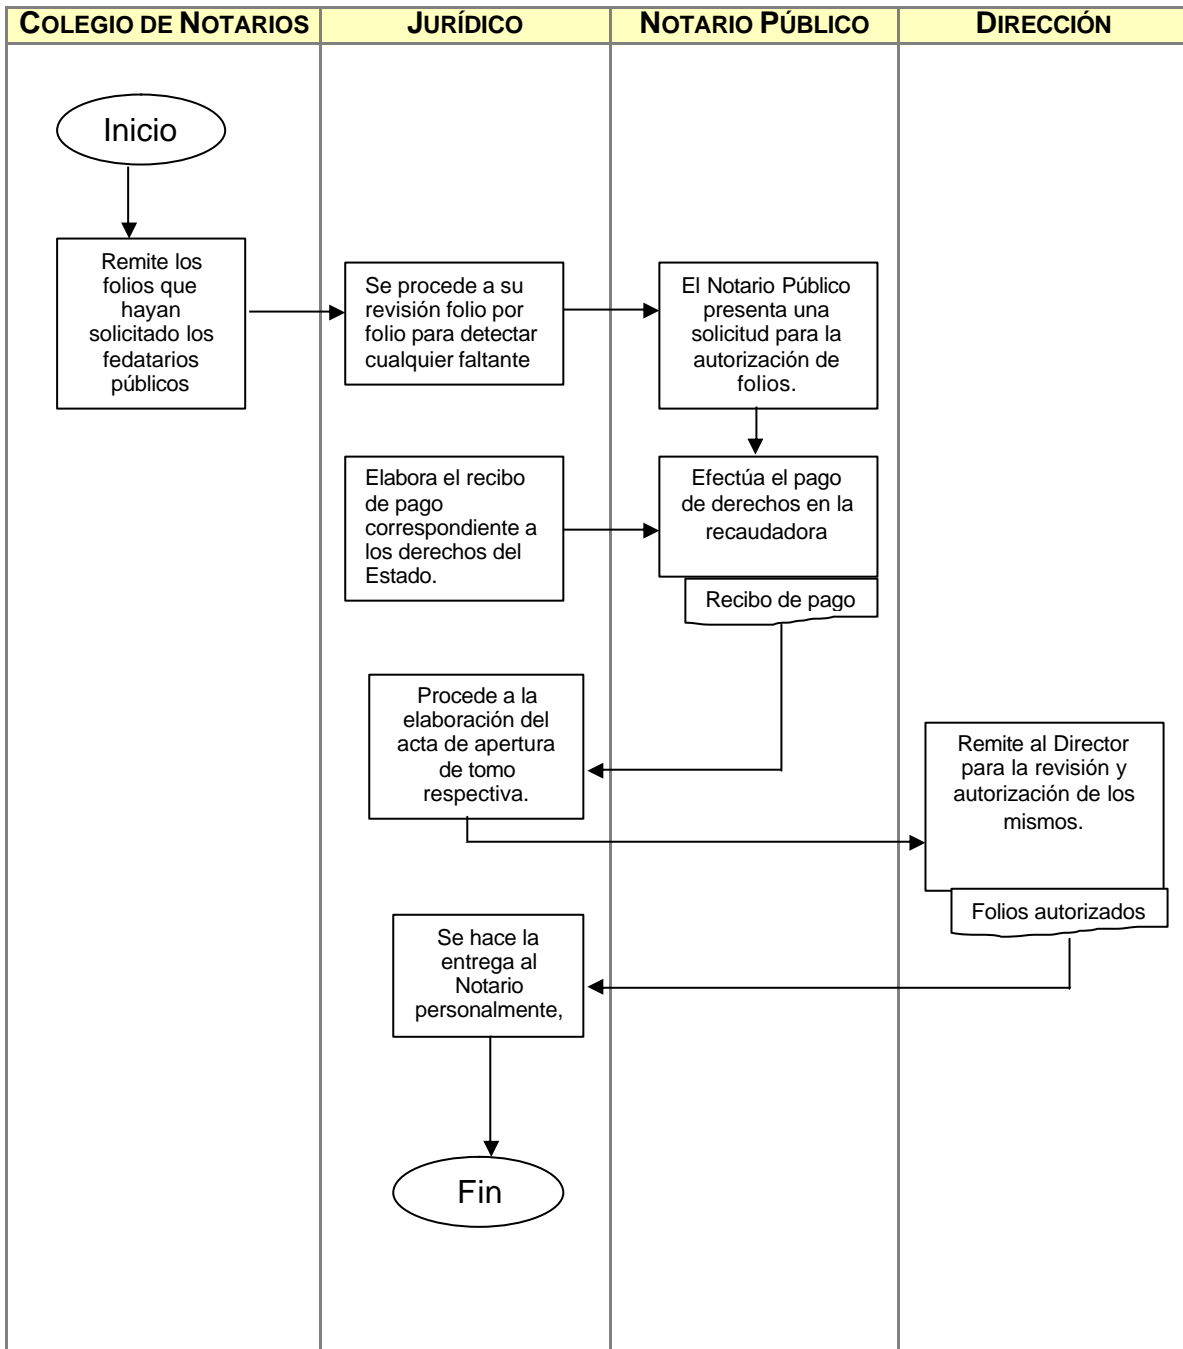 COLEGIO DE NOTARIOS
JURÍDICO
NOTARIO PÚBLICO
DIRECCIÓN
Inicio
Remite los
folios que
hayan
solicitado los
fedatarios
públicos
Se procede a su
revisión folio por
folio para detectar
cualquier faltante
El Notario Público
presenta una
solicitud para la
autorización de
folios.
Elabora el recibo
de pago
correspondiente a
los derechos del
Estado.
Efectúa el pago
de derechos en la
recaudadora
Recibo de pago
Procede a la
elaboración del
acta de apertura
de tomo
respectiva.
Remite al Director
para la revisión y
autorización de los
mismos.
Folios autorizados
Se hace la
entrega al
Notario
personalmente,
Fin